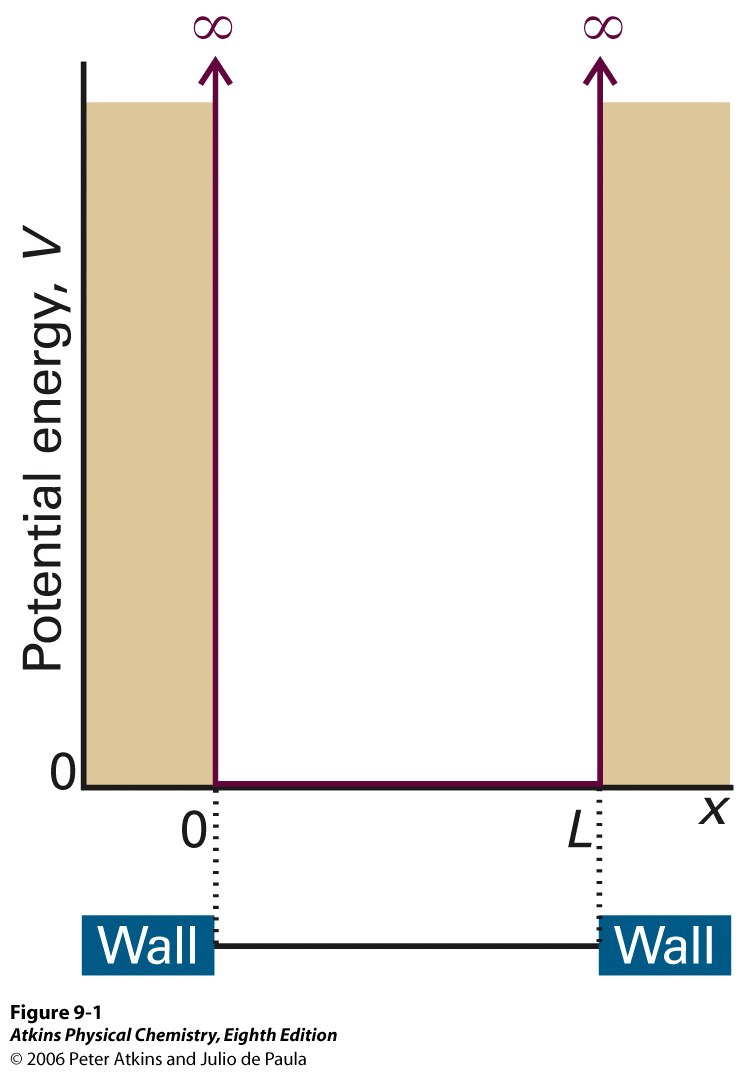 ∞ ∞
Potential energy, V
0
x
0 L
Wall Wall
Figure 9-1
Atkins Physical Chemistry, Eighth Edition
© 2006 Peter Atkins and Julio de Paula